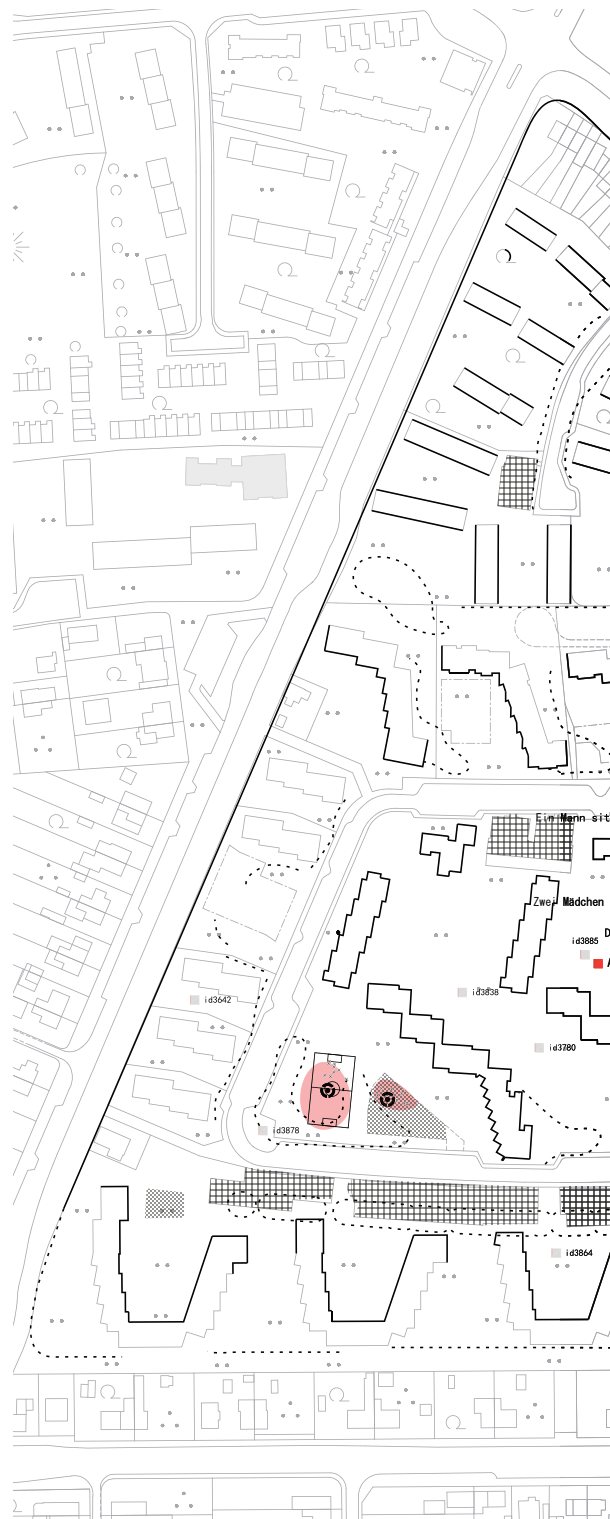 Ein Mann sit
Zwei Mädchen
D
id3885
A
id3838
id3642
id3780
id3878
id3864